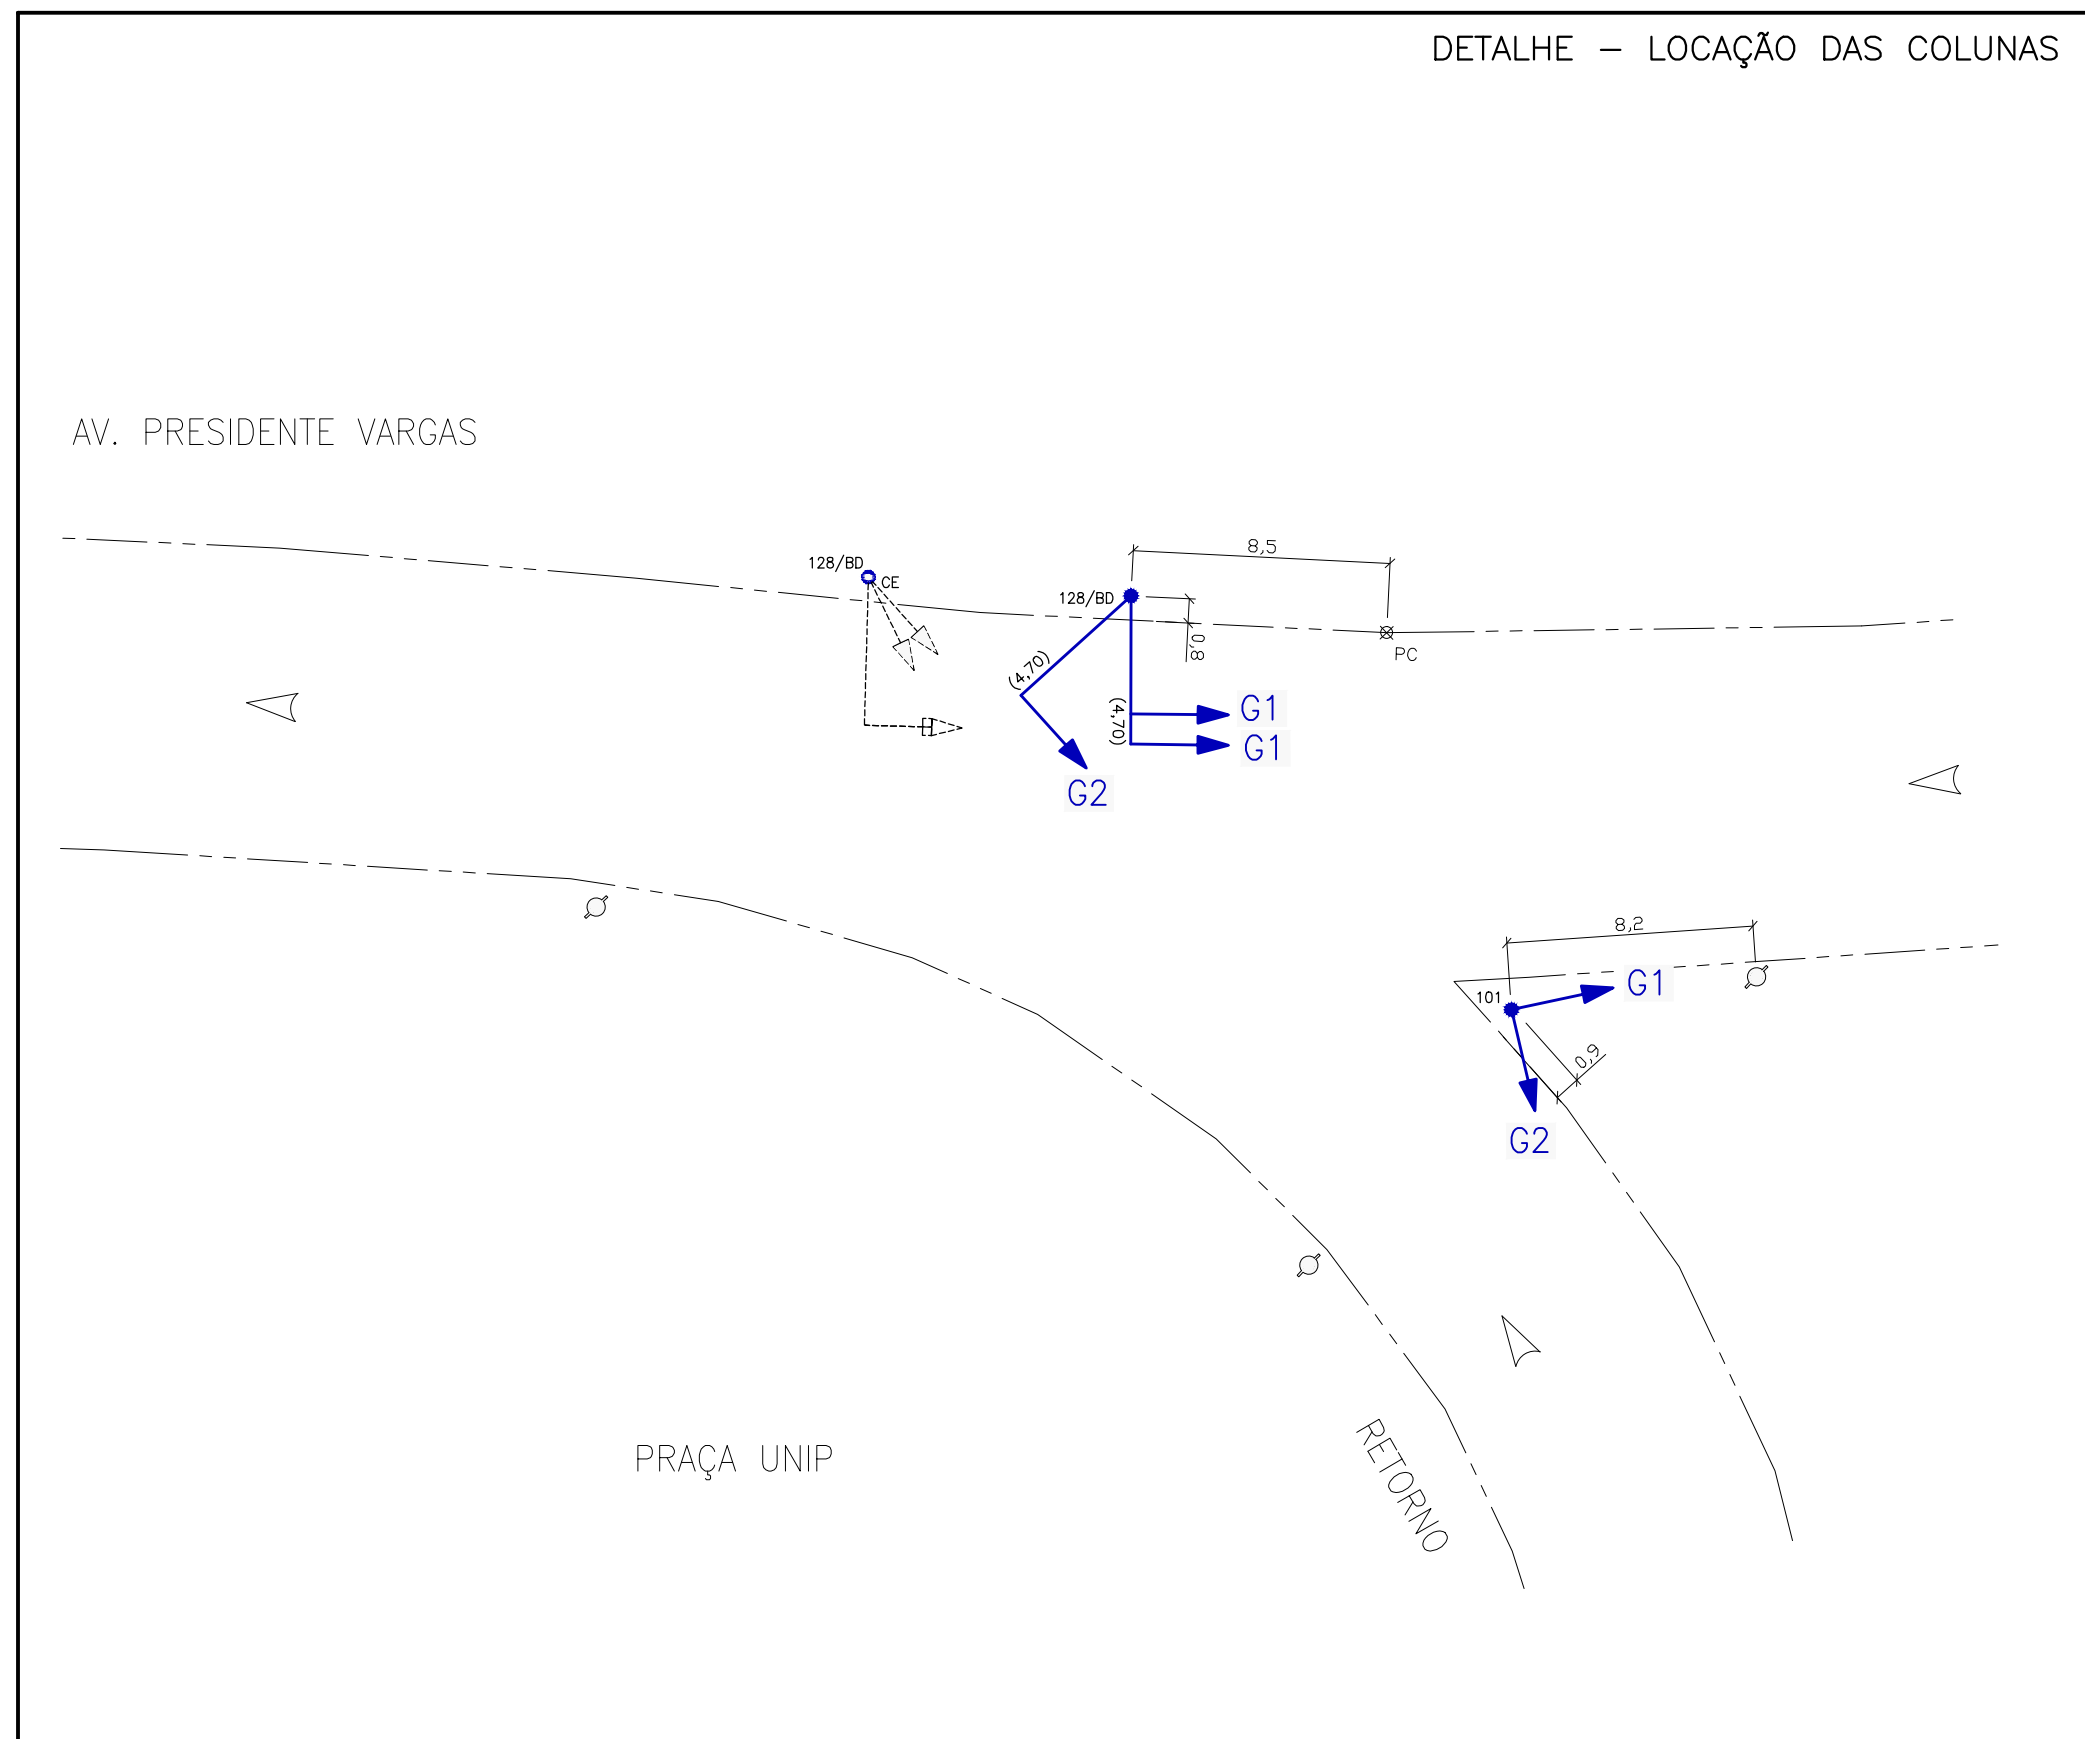 DETALHE – LOCAÇÃO DAS COLUNAS
AV. PRESIDENTE VARGAS
8,5
128/BD
CE
128/BD
0,8
PC
(4,70)
(4,70)
G1
G1
G2
8,2
G1
101
0,9
G2
PRAÇA UNIP
RETORNO